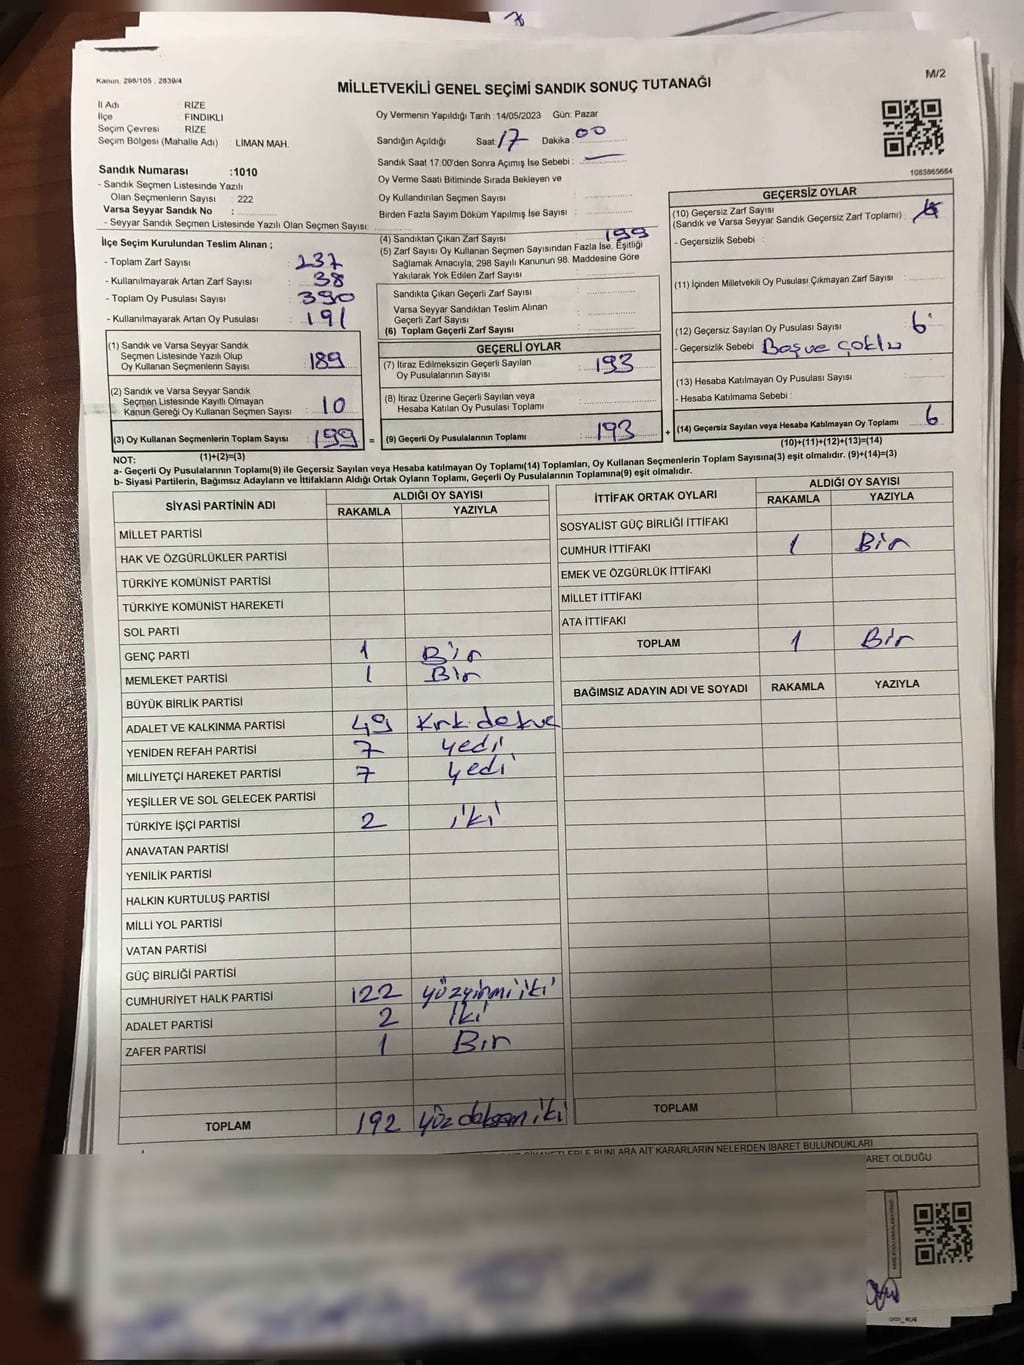 Kanun. 298/105 , 2839/4
M/2
MİLLETVEKİLİ GENEL SEÇİMİ SANDIK SONUÇ TUTANAĞI
İl Adı : RİZE
İlçe : FINDIKLI
Seçim Çevresi : RİZE
Seçim Bölgesi (Mahalle Adı) : LİMAN MAH.
Oy Vermenin Yapıldığı Tarih :14/05/2023 Gün: Pazar
Sandığın Açıldığı Saat: 17 Dakika : 00
Sandık Saat 17:00'den Sonra Açımış İse Sebebi : —
1083865684
Sandık Numarası :1010
- Sandık Seçmen Listesinde Yazılı
Olan Seçmenlerin Sayısı : 222
Varsa Seyyar Sandık No :
- Seyyar Sandık Seçmen Listesinde Yazılı Olan Seçmen Sayısı:
Oy Verme Saati Bitiminde Sırada Bekleyen ve
Oy Kullandırılan Seçmen Sayısı :
Birden Fazla Sayım Döküm Yapılmış İse Sayısı :
İlçe Seçim Kurulundan Teslim Alınan ;
- Toplam Zarf Sayısı : 237
- Kullanılmayarak Artan Zarf Sayısı : 38
- Toplam Oy Pusulası Sayısı : 390
- Kullanılmayarak Artan Oy Pusulası : 191
(1) Sandık ve Varsa Seyyar Sandık
Seçmen Listesinde Yazılı Olup
Oy Kullanan Seçmenlerin Sayısı : 189
(2) Sandık ve Varsa Seyyar Sandık
Seçmen Listesinde Kayıtlı Olmayan
Kanun Gereği Oy Kullanan Seçmen Sayısı : 10
(3) Oy Kullanan Seçmenlerin Toplam Sayısı : 199 =
(1)+(2)=(3)
(4) Sandıktan Çıkan Zarf Sayısı : 199
(5) Zarf Sayısı Oy Kullanan Seçmen Sayısından Fazla İse, Eşitliği
Sağlamak Amacıyla, 298 Sayılı Kanunun 98. Maddesine Göre
Yakılarak Yok Edilen Zarf Sayısı :
Sandıkta Çıkan Geçerli Zarf Sayısı :
Varsa Seyyar Sandıktan Teslim Alınan
Geçerli Zarf Sayısı :
(6) Toplam Geçerli Zarf Sayısı :
GEÇERLİ OYLAR
(7) İtiraz Edilmeksizin Geçerli Sayılan
Oy Pusulalarının Sayısı : 193
(8) İtiraz Üzerine Geçerli Sayılan veya
Hesaba Katılan Oy Pusulası Toplamı :
(9) Geçerli Oy Pusulalarının Toplamı : 193 +
GEÇERSİZ OYLAR
(10) Geçersiz Zarf Sayısı
(Sandık ve Varsa Seyyar Sandık Geçersiz Zarf Toplamı) :
- Geçersizlik Sebebi :
(11) İçinden Milletvekili Oy Pusulası Çıkmayan Zarf Sayısı :
(12) Geçersiz Sayılan Oy Pusulası Sayısı : 6
- Geçersizlik Sebebi : Boş ve çoklu
(13) Hesaba Katılmayan Oy Pusulası Sayısı :
- Hesaba Katılmama Sebebi :
(14) Geçersiz Sayılan veya Hesaba Katılmayan Oy Toplamı : 6
(10)+(11)+(12)+(13)=(14)
NOT:
a- Geçerli Oy Pusulalarının Toplamı(9) ile Geçersiz Sayılan veya Hesaba katılmayan Oy Toplamı(14) Toplamları, Oy Kullanan Seçmenlerin Toplam Sayısına(3) eşit olmalıdır. (9)+(14)=(3)
b- Siyasi Partilerin, Bağımsız Adayların ve İttifakların Aldığı Oyların Toplamı, Geçerli Oy Pusulalarının Toplamına(9) eşit olmalıdır.
SİYASİ PARTİNİN ADI ALDIĞI OY SAYISI
RAKAMLA YAZIYLA
MİLLET PARTİSİ
HAK VE ÖZGÜRLÜKLER PARTİSİ
TÜRKİYE KOMÜNİST PARTİSİ
TÜRKİYE KOMÜNİST HAREKETİ
SOL PARTİ
GENÇ PARTİ 1 Bir
MEMLEKET PARTİSİ 1 Bir
BÜYÜK BİRLİK PARTİSİ
ADALET VE KALKINMA PARTİSİ 49 Kırk dokuz
YENİDEN REFAH PARTİSİ 7 yedi
MİLLİYETÇİ HAREKET PARTİSİ 7 yedi
YEŞİLLER VE SOL GELECEK PARTİSİ
TÜRKİYE İŞÇİ PARTİSİ 2 iki
ANAVATAN PARTİSİ
YENİLİK PARTİSİ
HALKIN KURTULUŞ PARTİSİ
MİLLİ YOL PARTİSİ
VATAN PARTİSİ
GÜÇ BİRLİĞİ PARTİSİ
CUMHURİYET HALK PARTİSİ 122 yüzyirmi iki
ADALET PARTİSİ 2 İki
ZAFER PARTİSİ 1 Bir
TOPLAM 192 yüz doksan iki
İTTİFAK ORTAK OYLARI ALDIĞI OY SAYISI
RAKAMLA YAZIYLA
SOSYALİST GÜÇ BİRLİĞİ İTTİFAKI
CUMHUR İTTİFAKI 1 Bir
EMEK VE ÖZGÜRLÜK İTTİFAKI
MİLLET İTTİFAKI
ATA İTTİFAKI
TOPLAM 1 Bir
BAĞIMSIZ ADAYIN ADI VE SOYADI RAKAMLA YAZIYLA
TOPLAM
BUNLARA AİT KARARLARIN NELERDEN İBARET BULUNDUKLARI
OLDUĞU